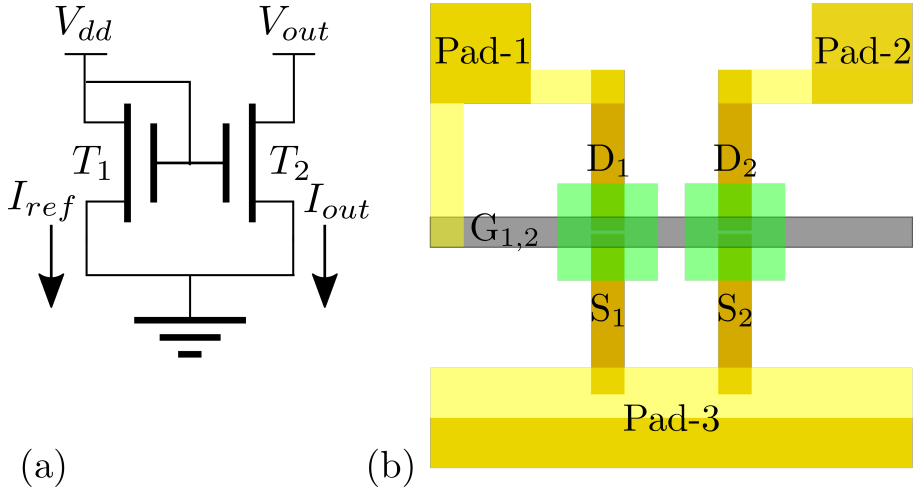 V_dd V_out
T_1 T_2
I_ref I_out
(a)
Pad-1 Pad-2
D_1 D_2
G_1,2
S_1 S_2
Pad-3
(b)